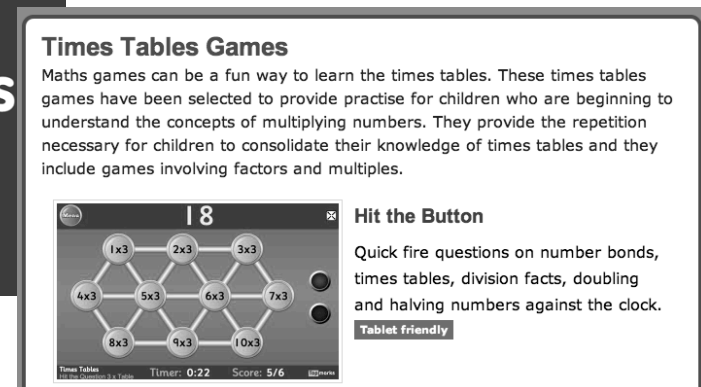 s
Times Tables Games
Maths games can be a fun way to learn the times tables. These times tables
games have been selected to provide practise for children who are beginning to
understand the concepts of multiplying numbers. They provide the repetition
necessary for children to consolidate their knowledge of times tables and they
include games involving factors and multiples.
Menu
18
1x3 2x3 3x3
4x3 5x3 6x3 7x3
8x3 9x3 10x3
Times Tables
Hit the Question 3 x Table
Timer: 0:22 Score: 5/6
Hit the Button
Quick fire questions on number bonds,
times tables, division facts, doubling
and halving numbers against the clock.
Tablet friendly